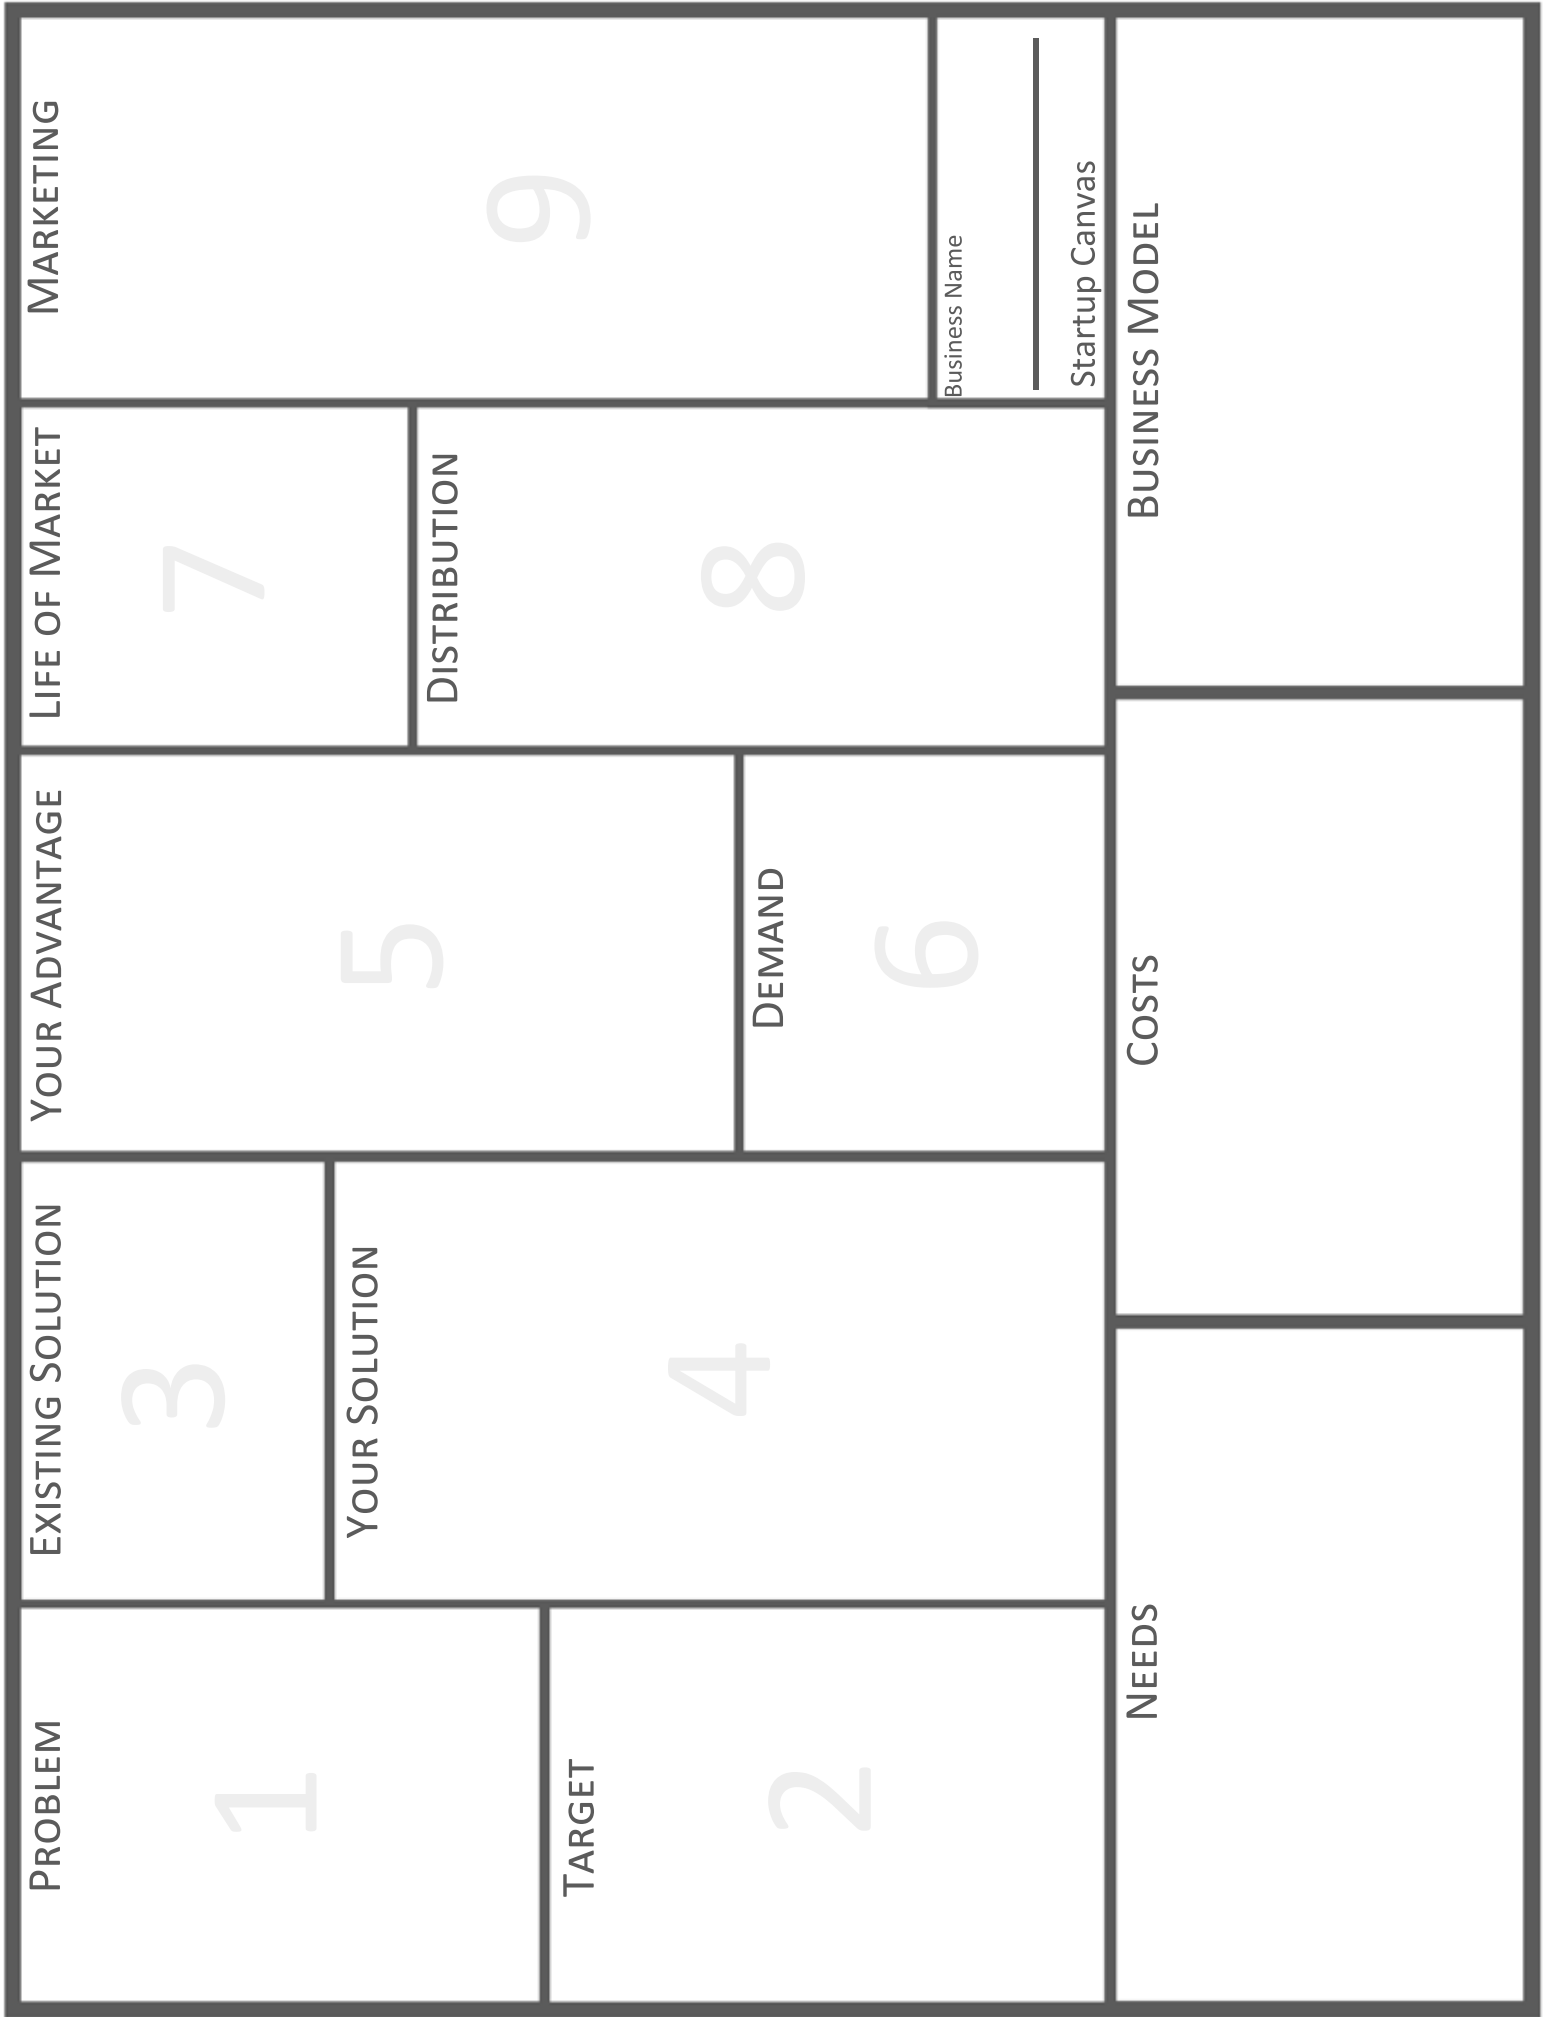 PROBLEM
1
TARGET
2
EXISTING SOLUTION
3
YOUR SOLUTION
4
YOUR ADVANTAGE
5
DEMAND
6
LIFE OF MARKET
7
DISTRIBUTION
8
MARKETING
9
Business Name
Startup Canvas
NEEDS
COSTS
BUSINESS MODEL